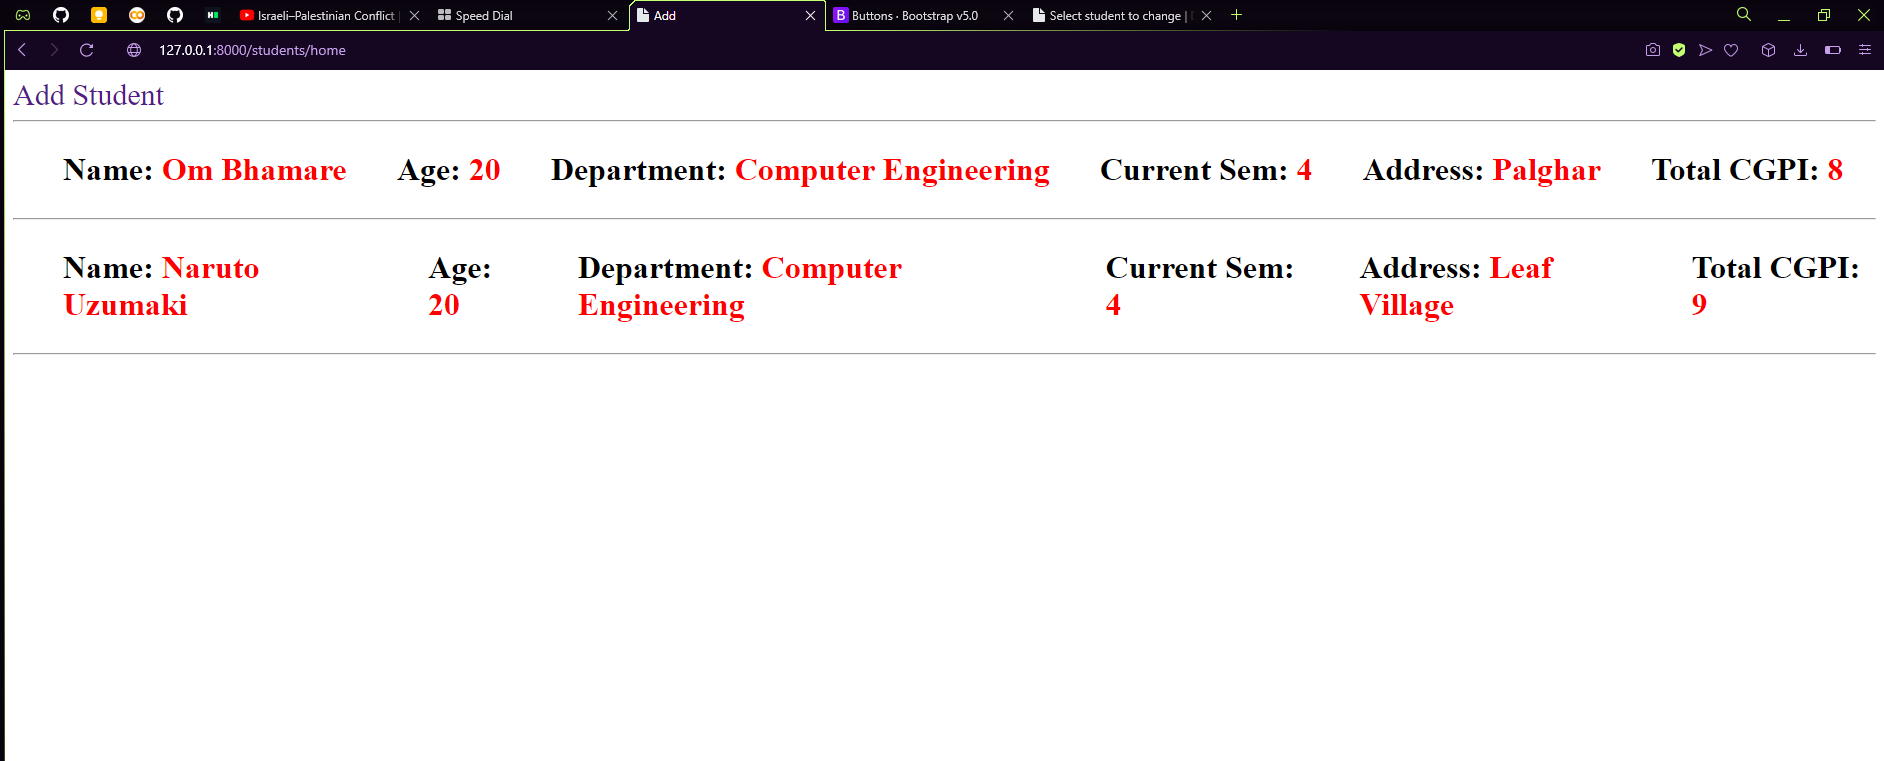 Israeli–Palestinian Conflict |
Speed Dial
Add
B Buttons · Bootstrap v5.0
Select student to change |
127.0.0.1:8000/students/home
Add Student
Name: Om Bhamare Age: 20 Department: Computer Engineering Current Sem: 4 Address: Palghar Total CGPI: 8
Name: Naruto Age: Department: Computer Current Sem: Address: Leaf Total CGPI:
Uzumaki 20 Engineering 4 Village 9